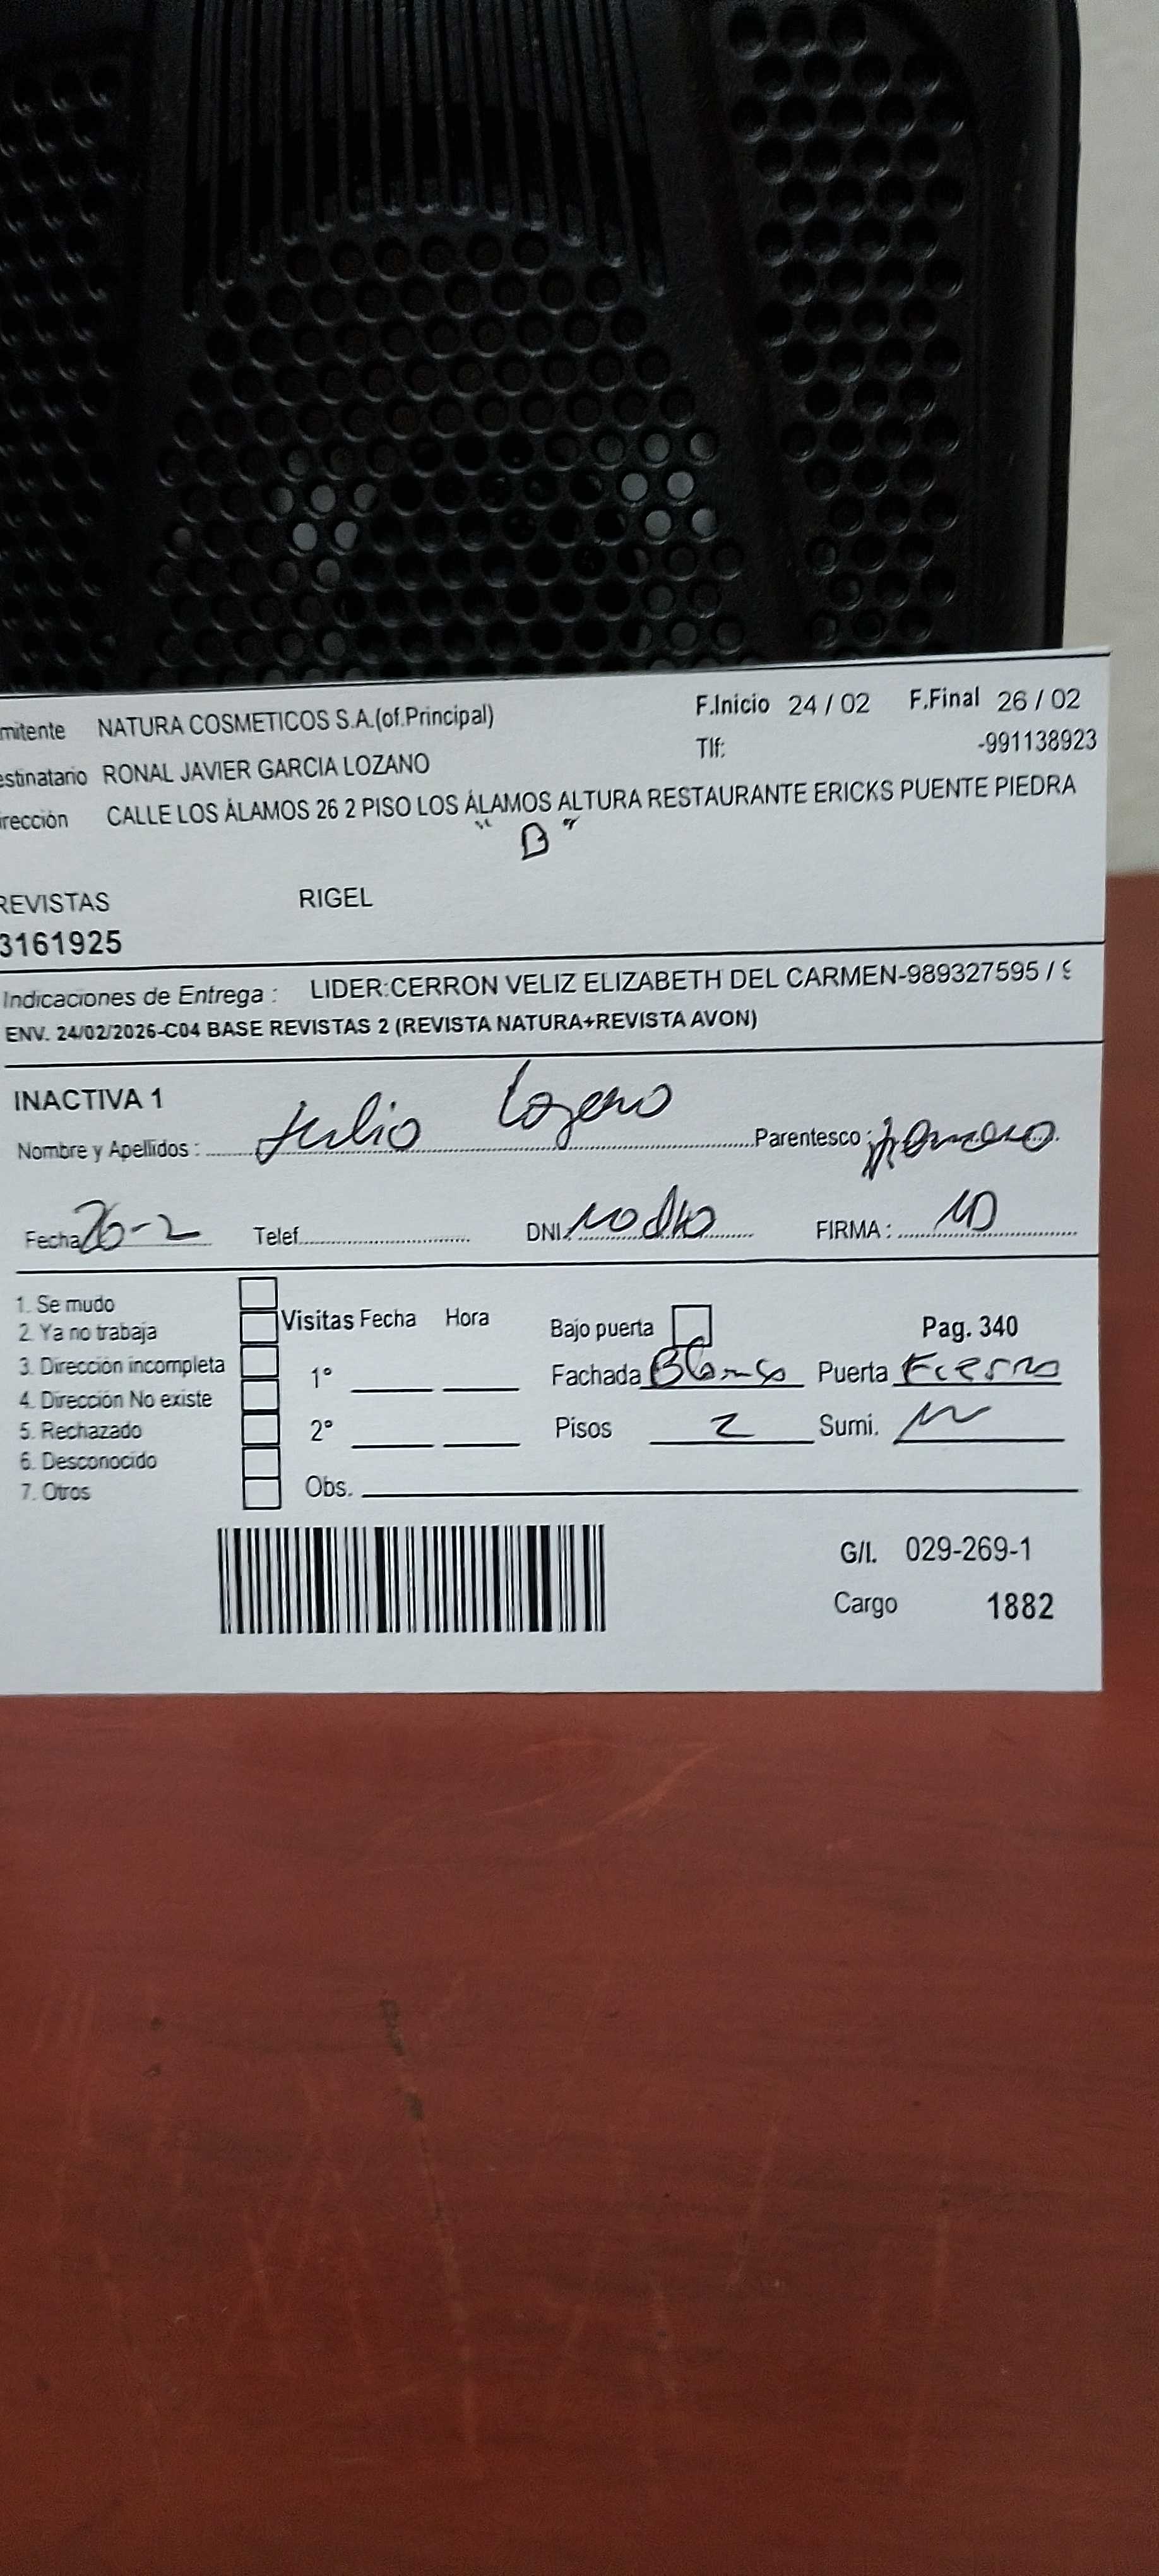 mitente NATURA COSMETICOS S.A.(of.Principal) F.Inicio 24 / 02 F.Final 26 / 02
Tlf: -991138923
estinatario RONAL JAVIER GARCIA LOZANO
irección CALLE LOS ÁLAMOS 26 2 PISO LOS ÁLAMOS ALTURA RESTAURANTE ERICKS PUENTE PIEDRA
"B"
REVISTAS RIGEL
3161925
Indicaciones de Entrega : LIDER:CERRON VELIZ ELIZABETH DEL CARMEN-989327595 / 9
ENV. 24/02/2026-C04 BASE REVISTAS 2 (REVISTA NATURA+REVISTA AVON)
INACTIVA 1
Nombre y Apellidos : Julio Lozano Parentesco :
Fecha 26-2 Telef. DNI. no dio FIRMA :
1. Se mudo
2. Ya no trabaja
3. Dirección incompleta
4. Dirección No existe
5. Rechazado
6. Desconocido
7. Otros
Visitas Fecha Hora
1°
2°
Obs.
Bajo puerta Pag. 340
Fachada Blanco Puerta Fierro
Pisos 2 Sumi.
G/I. 029-269-1
Cargo 1882